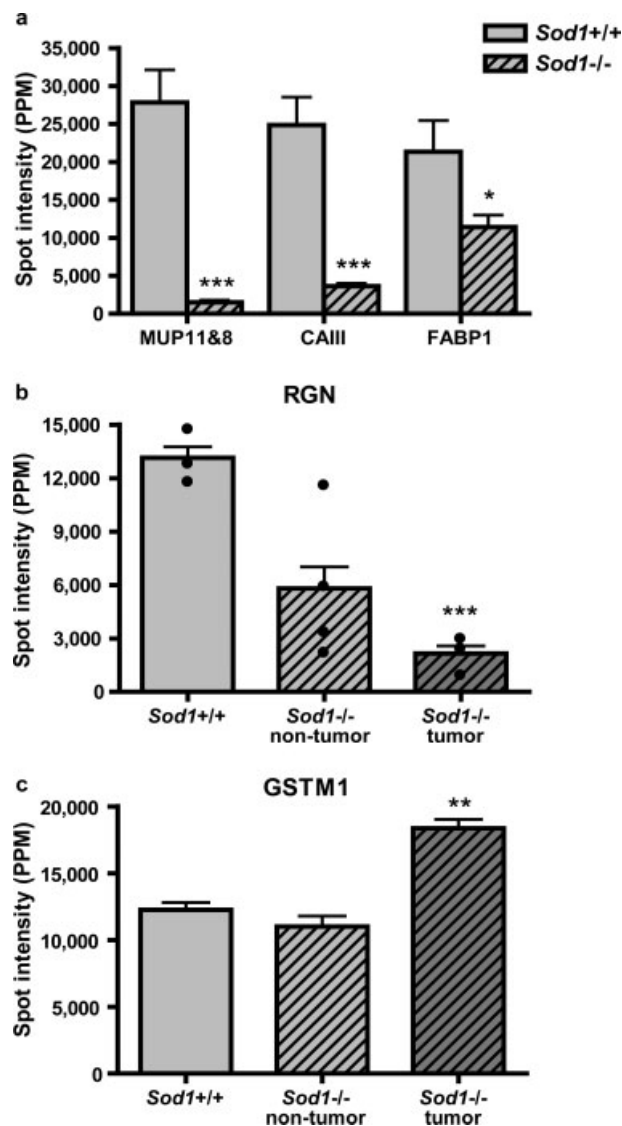 a
Sod1+/+
Sod1-/-
Spot intensity (PPM)
35,000
30,000
25,000
20,000
15,000
10,000
5,000
0
***
***
*
MUP11&8 CAIII FABP1
b
RGN
Spot intensity (PPM)
15,000
12,000
9,000
6,000
3,000
0
***
Sod1+/+ Sod1-/- Sod1-/-
non-tumor tumor
c
GSTM1
Spot intensity (PPM)
20,000
15,000
10,000
5,000
0
**
Sod1+/+ Sod1-/- Sod1-/-
non-tumor tumor